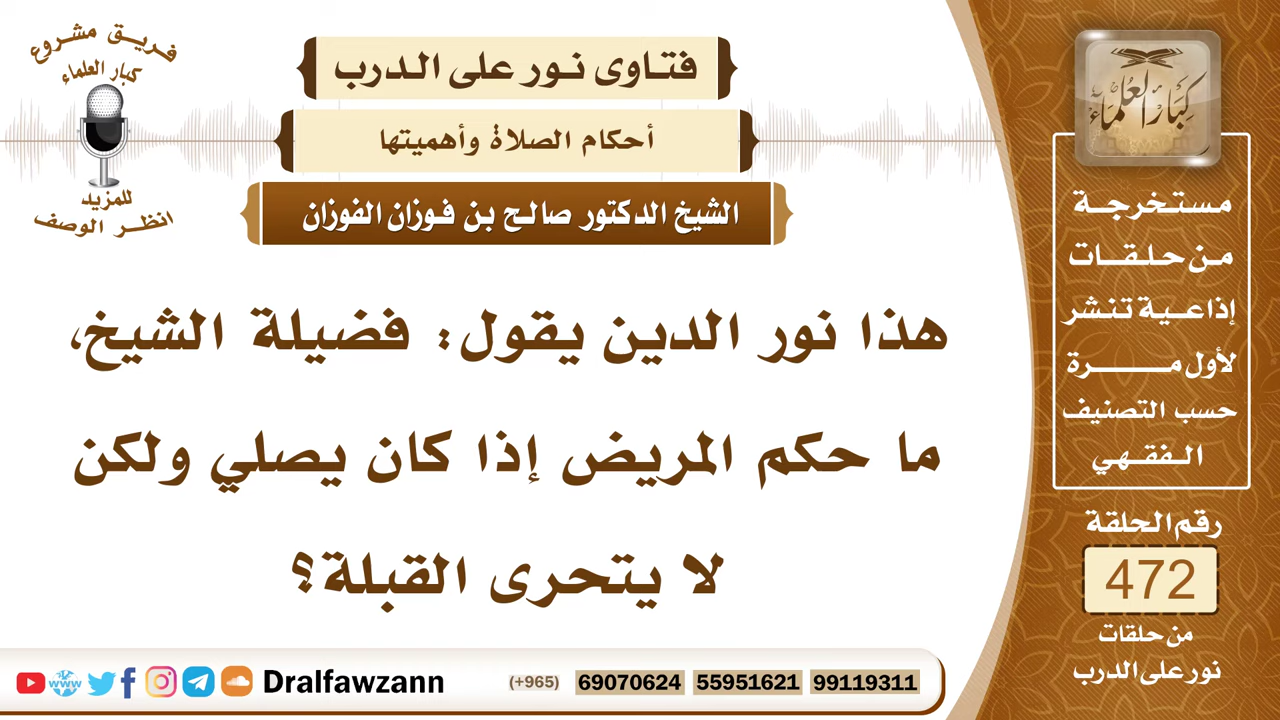 فريق مشروع
كبار العلماء
للمزيد
انظر الوصف
فتاوى نور على الدرب
أحكام الصلاة وأهميتها
الشيخ الدكتور صالح بن فوزان الفوزان
هذا نور الدين يقول: فضيلة الشيخ،
ما حكم المريض إذا كان يصلي ولكن
لا يتحرى القبلة؟
كبار العلماء
مستخرجة
من حلقات
إذاعية تنشر
لأول مرة
حسب التصنيف
الفقهي
رقم الحلقة
472
من حلقات
نور على الدرب
www Dralfawzann (+965) 69070624 55951621 99119311